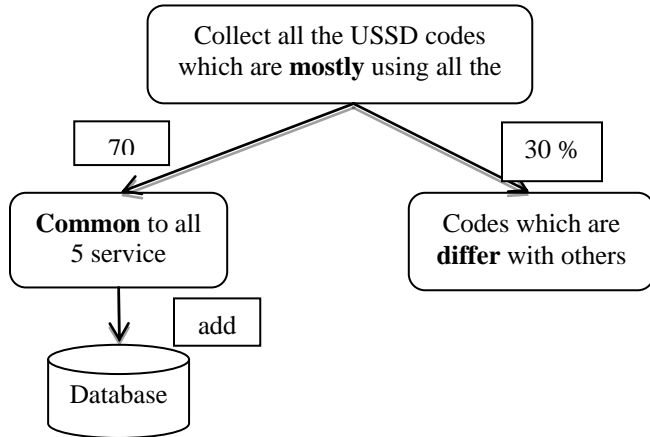 Collect all the USSD codes
which are mostly using all the
70
30 %
Common to all
5 service
Codes which are
differ with others
add
Database